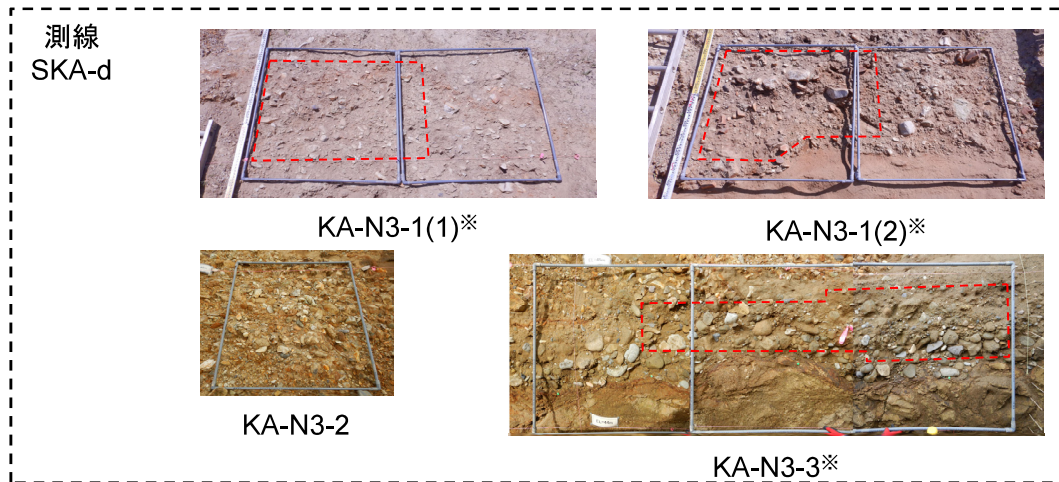 測線
SKA-d
KA-N3-1(1)※
KA-N3-1(2)※
KA-N3-2
KA-N3-3※